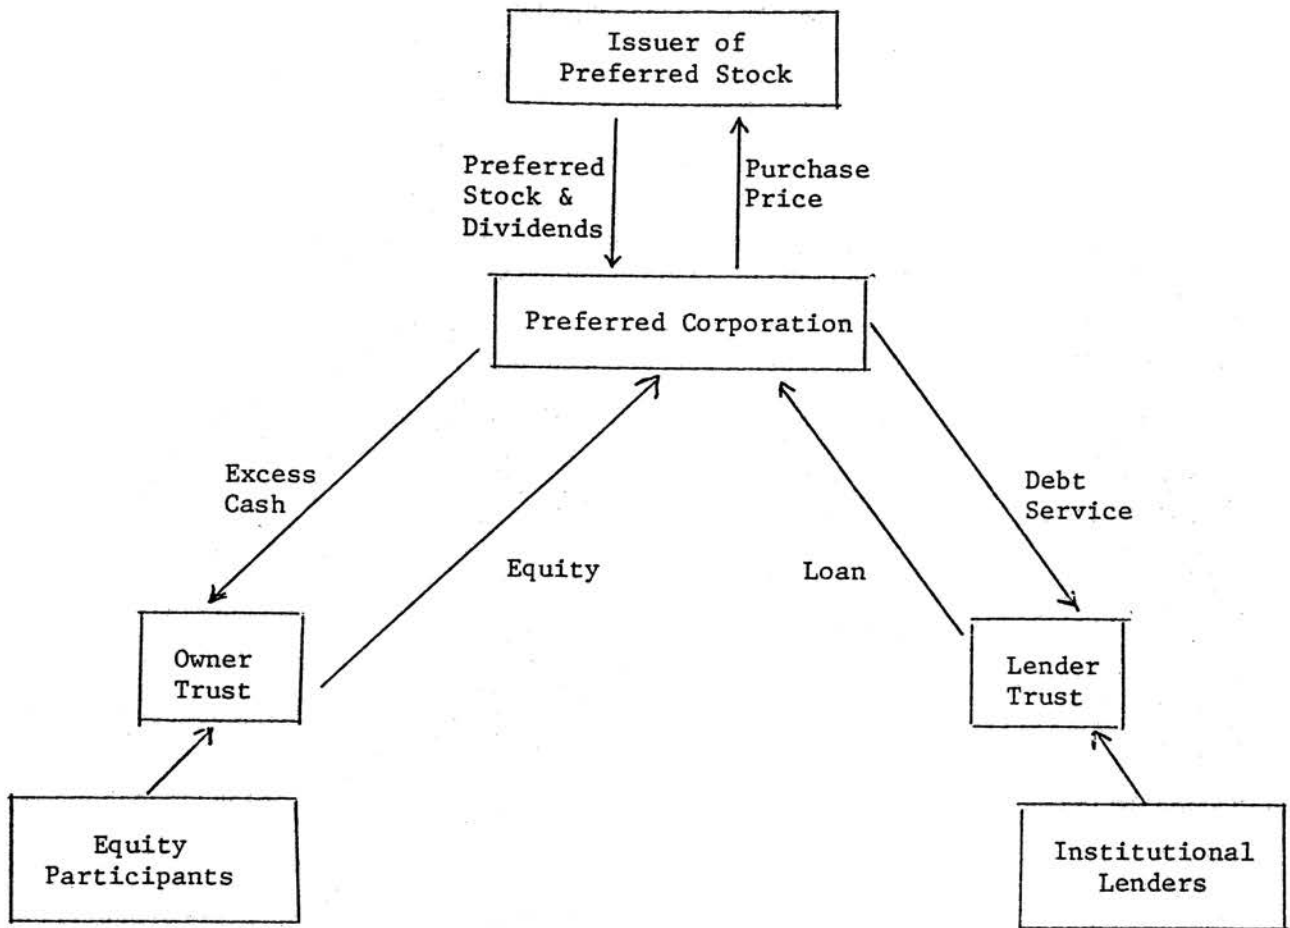 Issuer of
Preferred Stock
Preferred
Stock &
Dividends
Purchase
Price
Preferred Corporation
Excess
Cash
Equity
Loan
Debt
Service
Owner
Trust
Lender
Trust
Equity
Participants
Institutional
Lenders